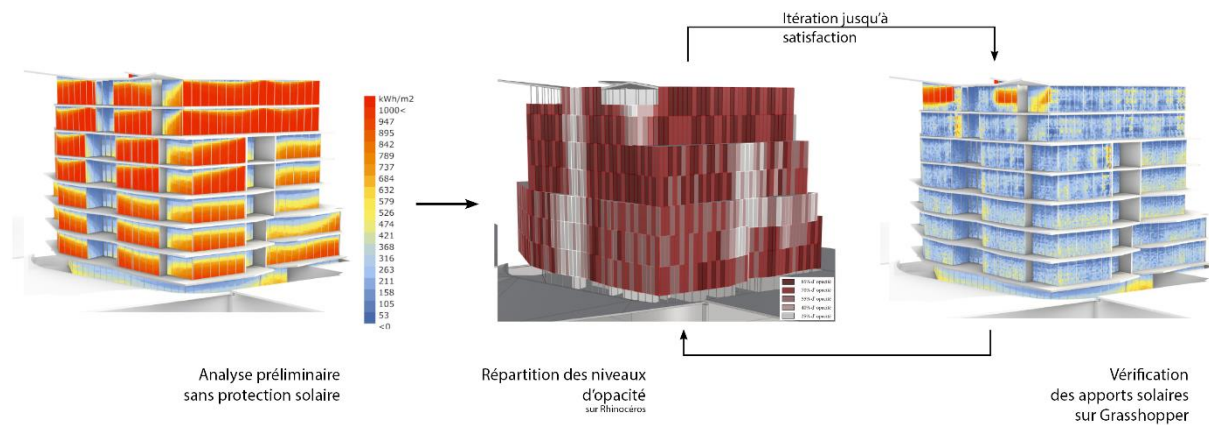 Itération jusqu'à
satisfaction
kWh/m2
1000<
947
895
842
789
737
684
632
579
526
474
421
368
316
263
211
158
105
53
<0
Analyse préliminaire
sans protection solaire
Répartition des niveaux
d'opacité
sur Rhinocéros
Vérification
des apports solaires
sur Grasshopper